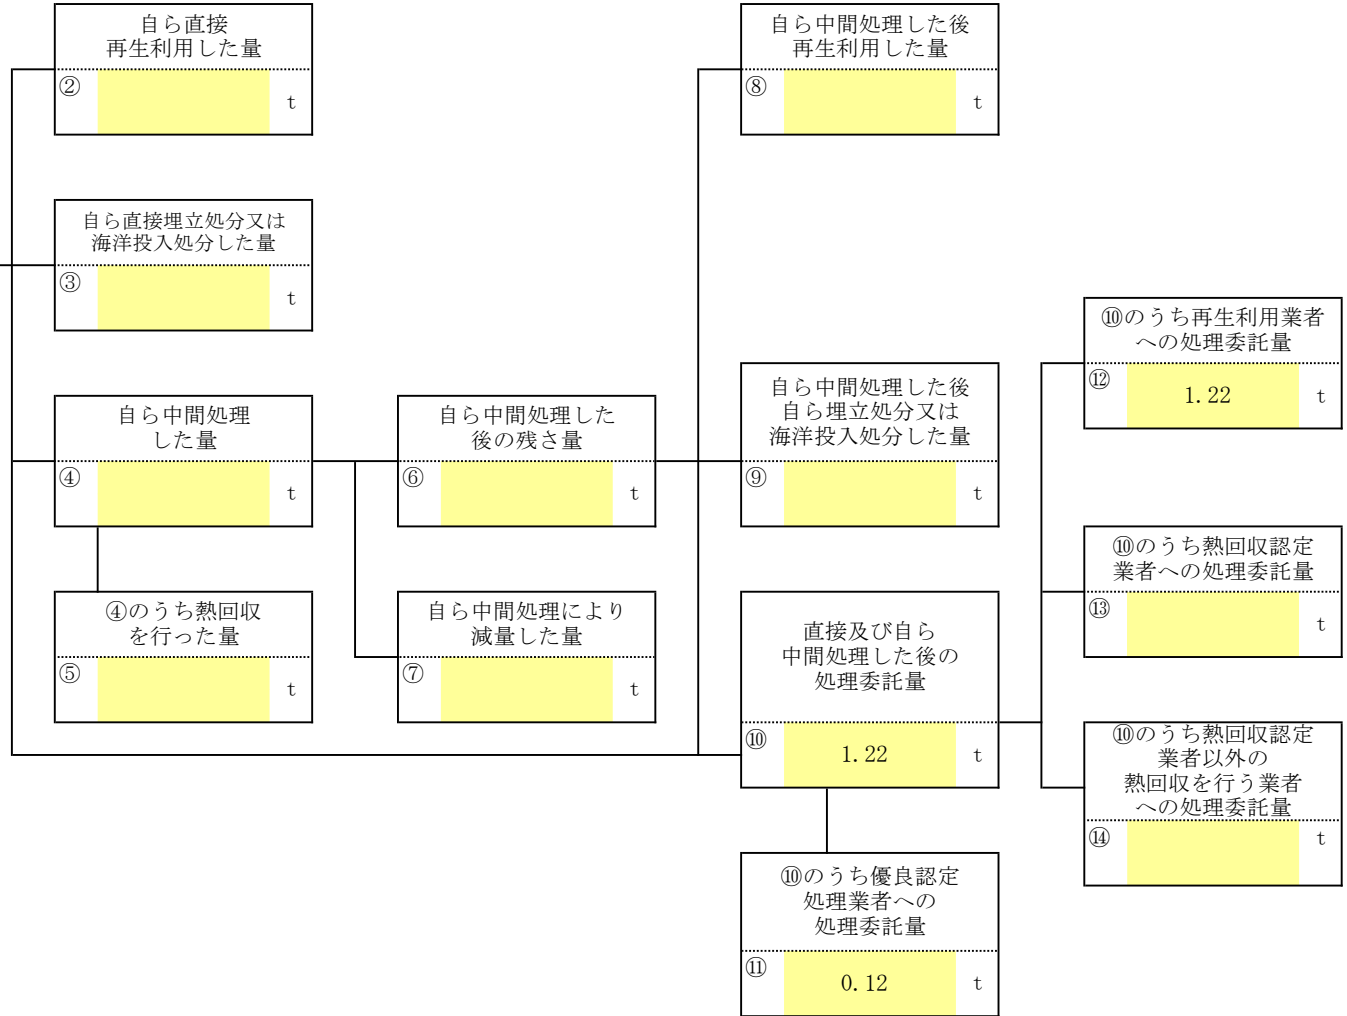 自ら直接
再生利用した量
②
t
自ら中間処理した後
再生利用した量
⑧
t
自ら直接埋立処分又は
海洋投入処分した量
③
t
⑩のうち再生利用業者
への処理委託量
⑫
1.22
t
自ら中間処理
した量
④
t
自ら中間処理した
後の残さ量
⑥
t
自ら中間処理した後
自ら埋立処分又は
海洋投入処分した量
⑨
t
⑩のうち熱回収認定
業者への処理委託量
⑬
t
④のうち熱回収
を行った量
⑤
t
自ら中間処理により
減量した量
⑦
t
直接及び自ら
中間処理した後の
処理委託量
⑩
1.22
t
⑩のうち熱回収認定
業者以外の
熱回収を行う業者
への処理委託量
⑭
t
⑩のうち優良認定
処理業者への
処理委託量
⑪
0.12
t